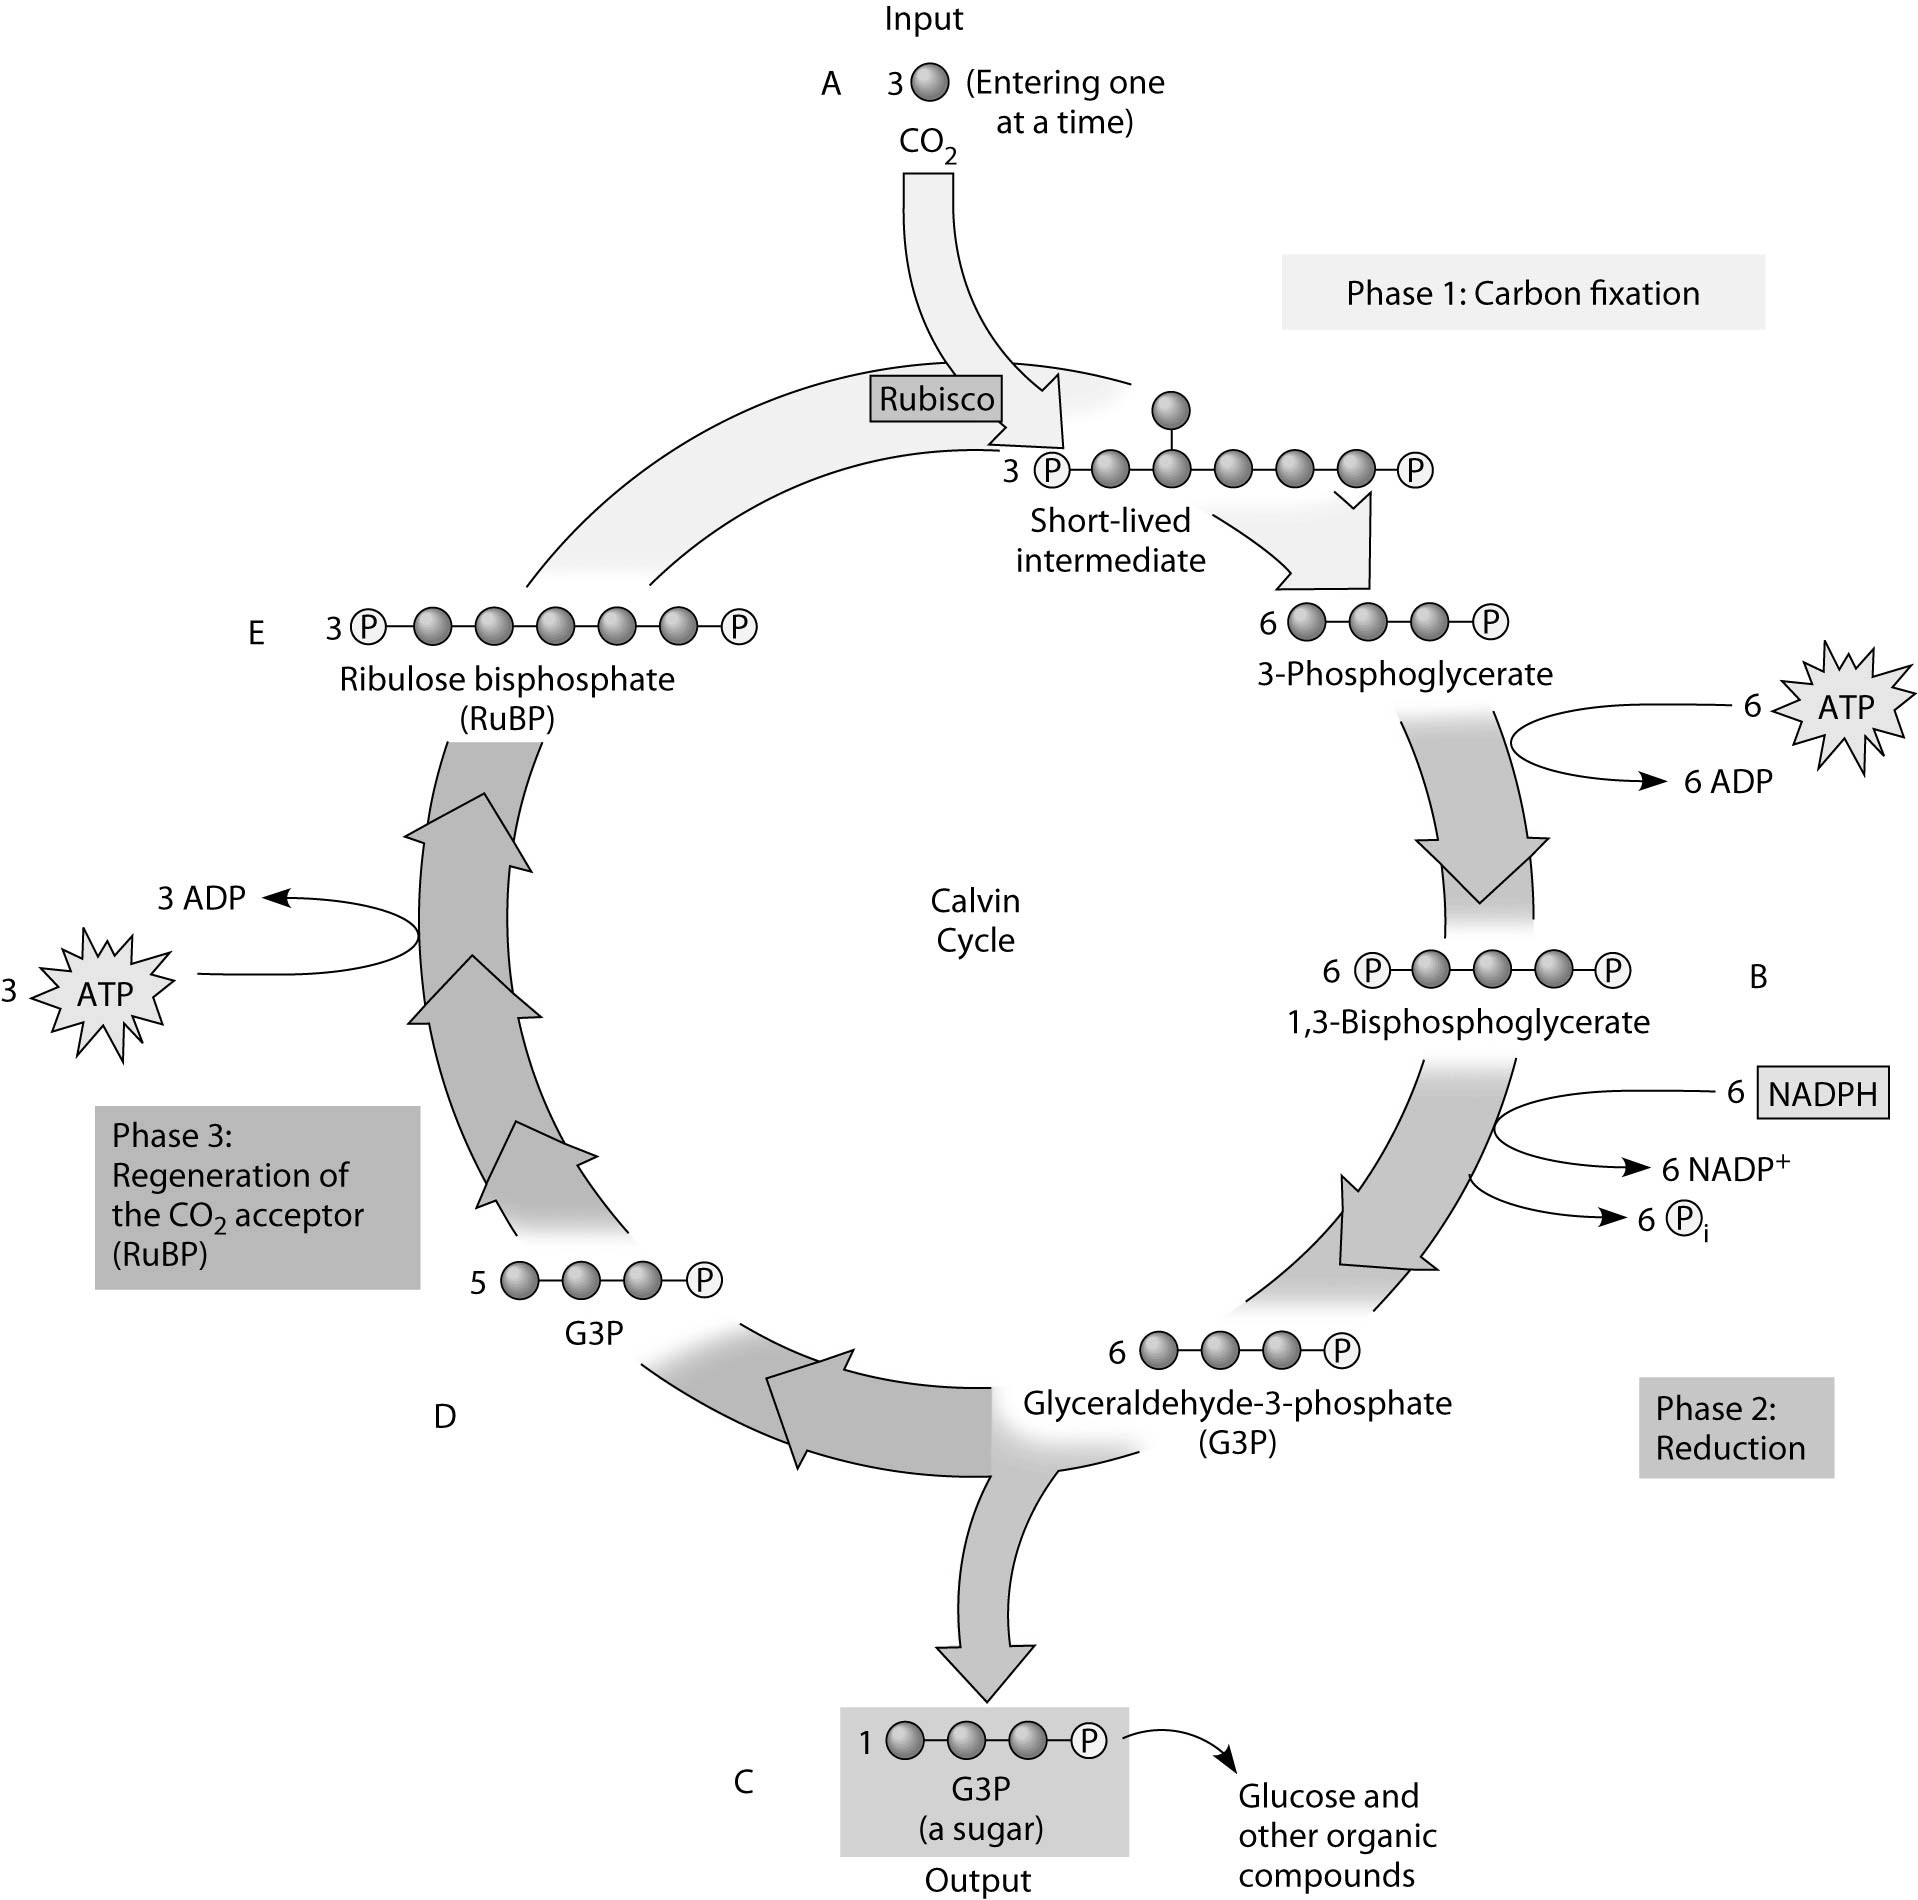 Input
A 3 (Entering one
at a time)
CO2
Phase 1: Carbon fixation
Rubisco
3 P P
Short-lived
intermediate
E 3 P P
Ribulose bisphosphate
(RuBP)
6 P
3-Phosphoglycerate
6 ATP
6 ADP
3 ADP
3 ATP
Calvin
Cycle
6 P P B
1,3-Bisphosphoglycerate
6 NADPH
6 NADP+
6 Pi
Phase 3:
Regeneration of
the CO2 acceptor
(RuBP)
5 P
G3P
6 P
Glyceraldehyde-3-phosphate
(G3P)
D
Phase 2:
Reduction
C
1 P
G3P
(a sugar)
Output
Glucose and
other organic
compounds